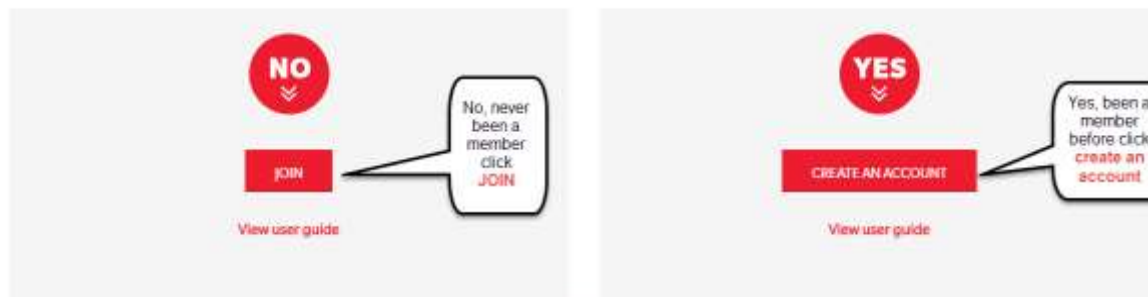 NO
No, never
been a
member
click
JOIN
JOIN
View user guide
YES
Yes, been a
member
before click
create an
account
CREATE AN ACCOUNT
View user guide